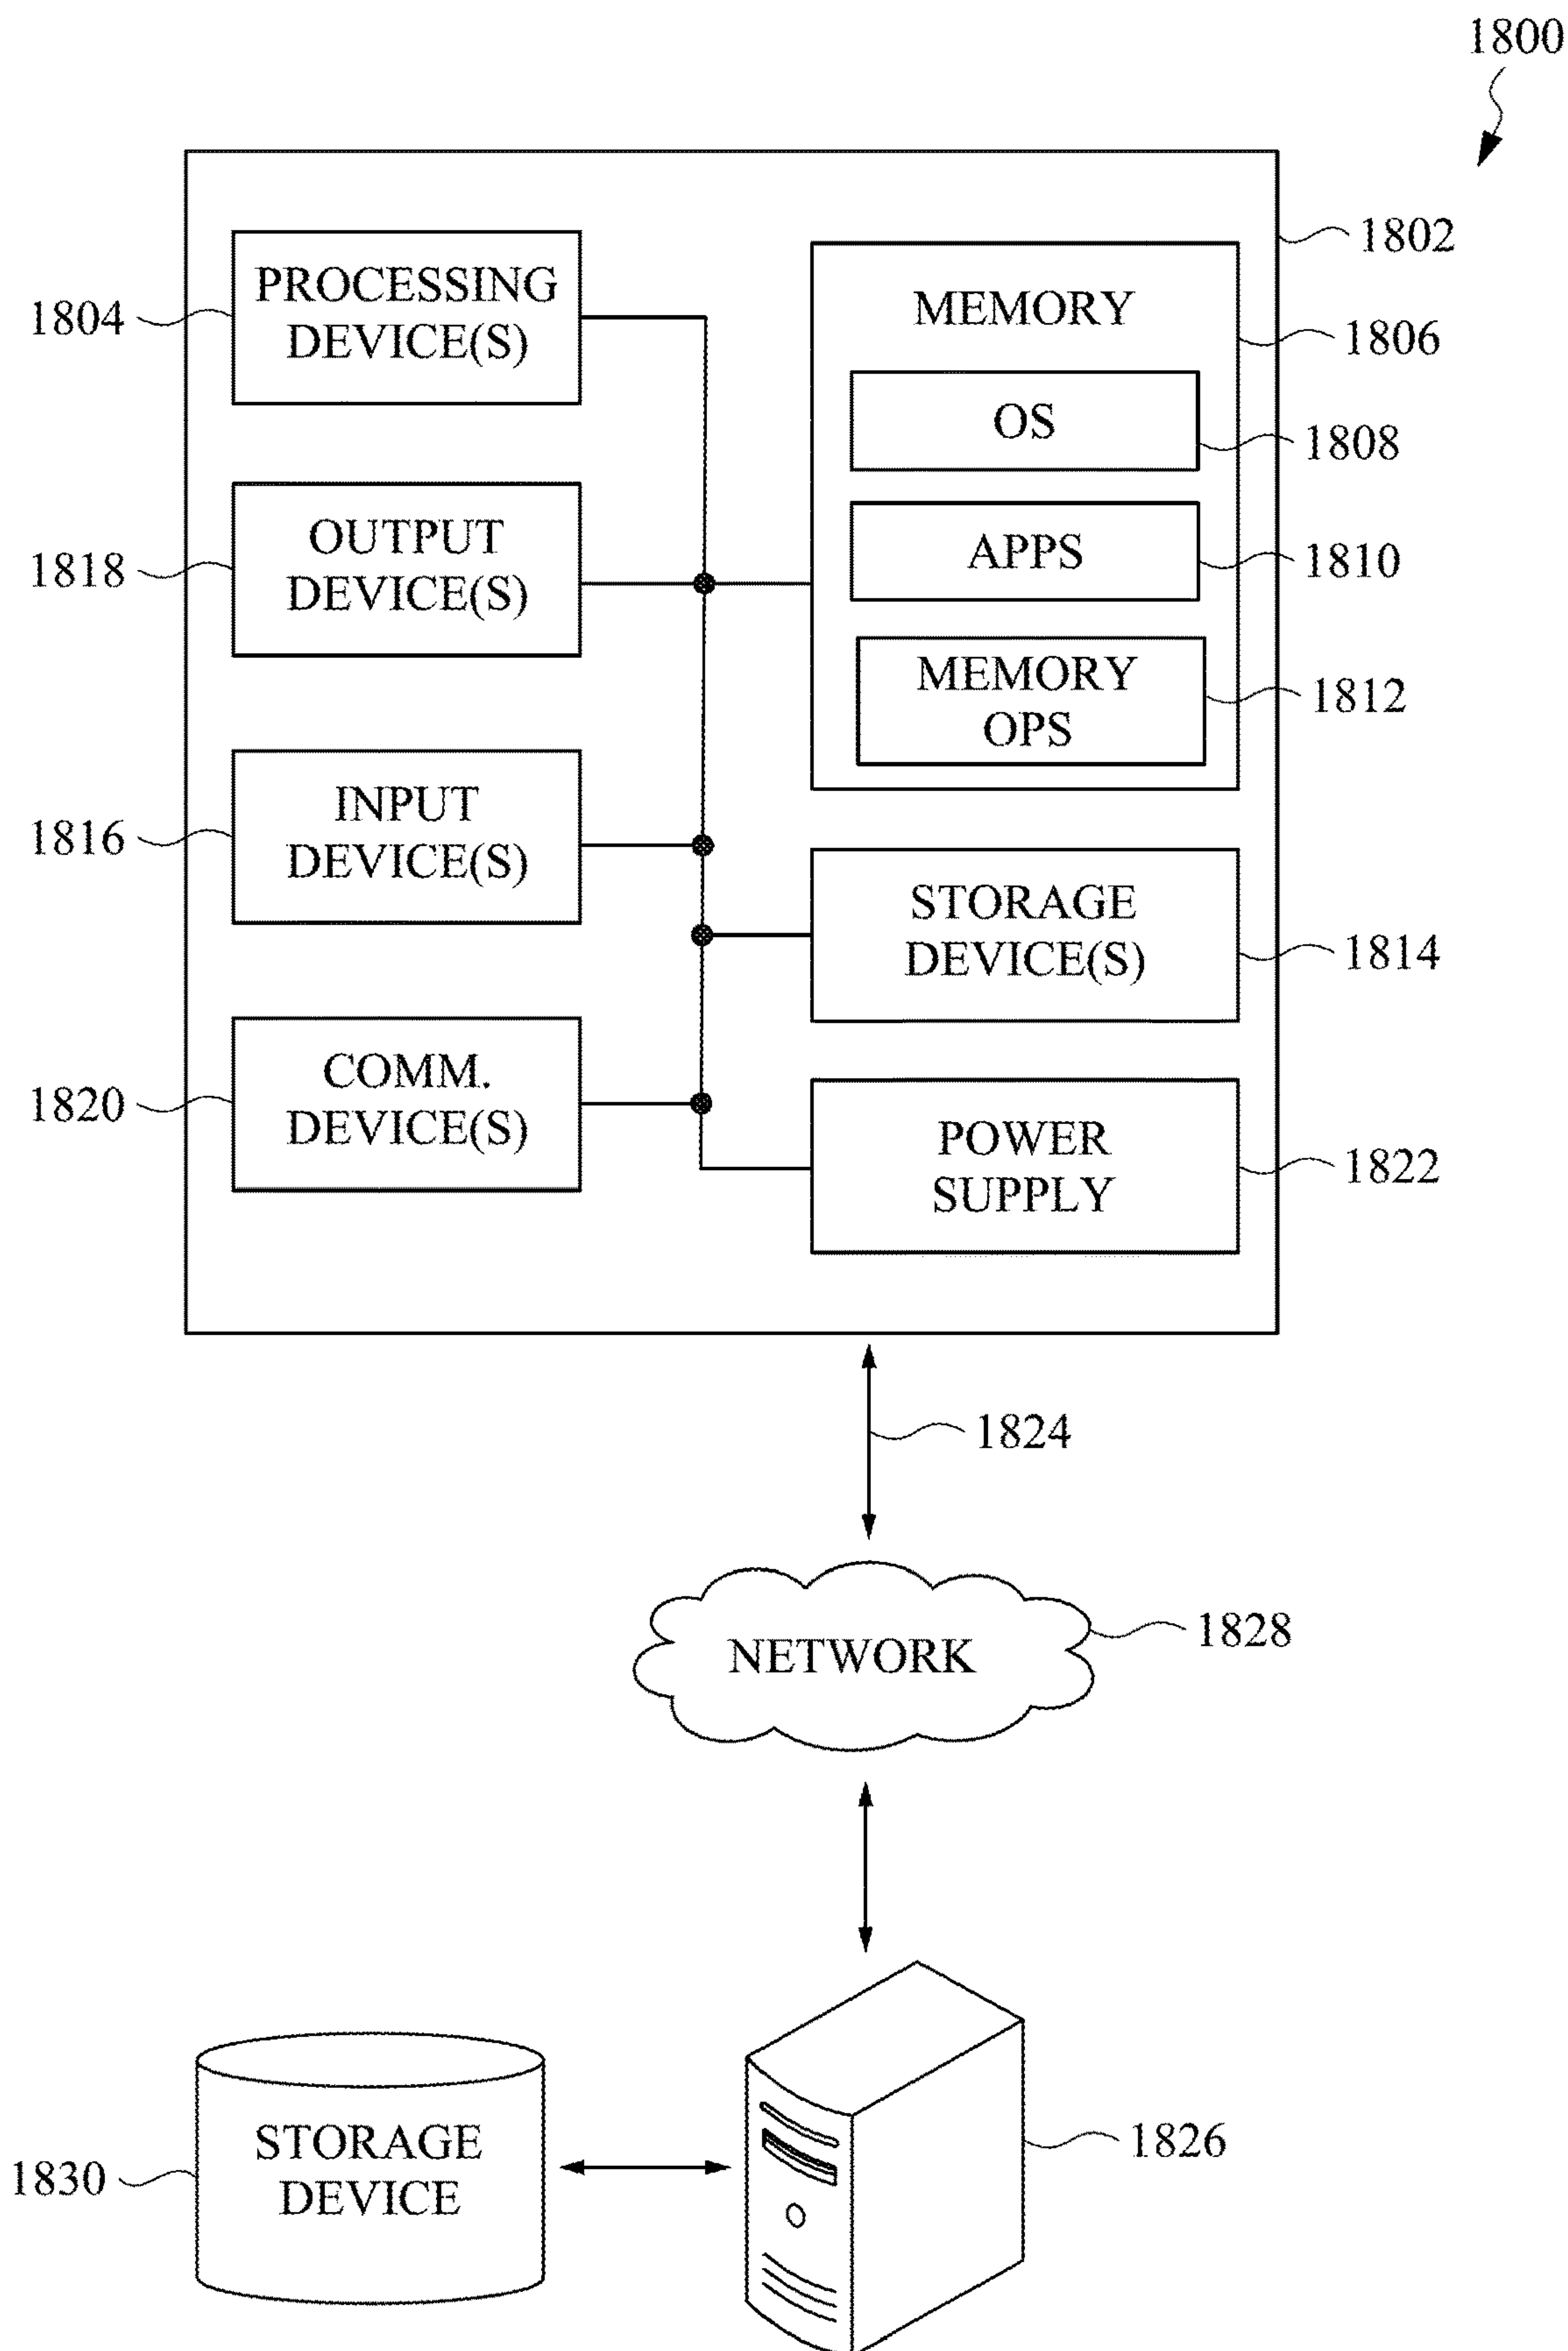 1800
1802
PROCESSING
DEVICE(S)
1804
MEMORY
1806
OS
1808
OUTPUT
DEVICE(S)
1818
APPS
1810
MEMORY
OPS
1812
INPUT
DEVICE(S)
1816
STORAGE
DEVICE(S)
1814
COMM.
DEVICE(S)
1820
POWER
SUPPLY
1822
1824
NETWORK
1828
STORAGE
DEVICE
1830
1826